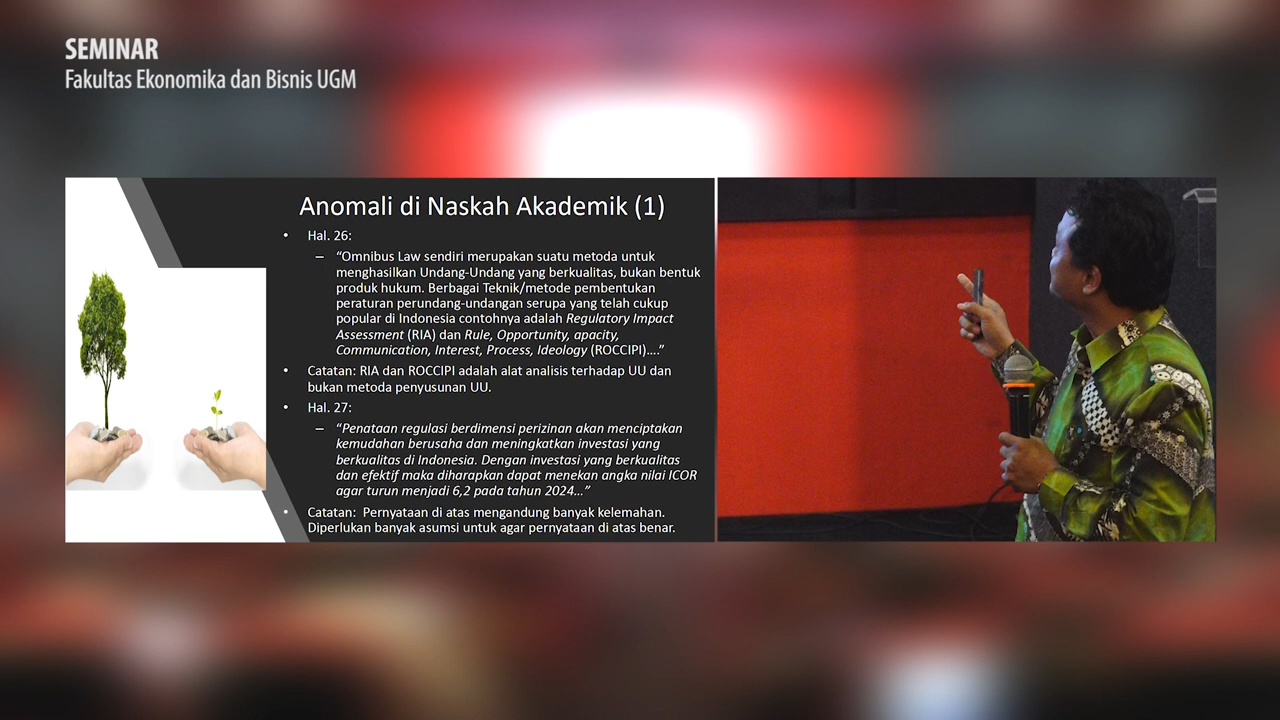 SEMINAR
Fakultas Ekonomika dan Bisnis UGM
Anomali di Naskah Akademik (1)
• Hal. 26:
– “Omnibus Law sendiri merupakan suatu metoda untuk
menghasilkan Undang-Undang yang berkualitas, bukan bentuk
produk hukum. Berbagai Teknik/metode pembentukan
peraturan perundang-undangan serupa yang telah cukup
popular di Indonesia contohnya adalah Regulatory Impact
Assessment (RIA) dan Rule, Opportunity, apacity,
Communication, Interest, Process, Ideology (ROCCIPI)....”
• Catatan: RIA dan ROCCIPI adalah alat analisis terhadap UU dan
bukan metoda penyusunan UU.
• Hal. 27:
– “Penataan regulasi berdimensi perizinan akan menciptakan
kemudahan berusaha dan meningkatkan investasi yang
berkualitas di Indonesia. Dengan investasi yang berkualitas
dan efektif maka diharapkan dapat menekan angka nilai ICOR
agar turun menjadi 6,2 pada tahun 2024...”
• Catatan: Pernyataan di atas mengandung banyak kelemahan.
Diperlukan banyak asumsi untuk agar pernyataan di atas benar.